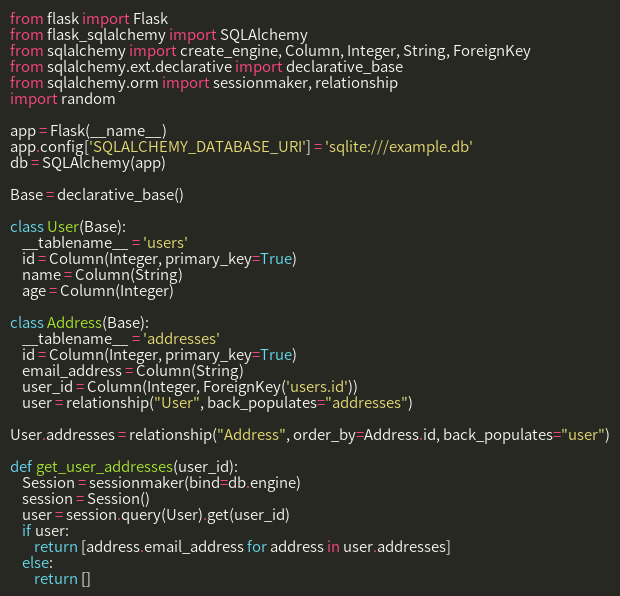 from flask import Flask
from flask_sqlalchemy import SQLAlchemy
from sqlalchemy import create_engine, Column, Integer, String, ForeignKey
from sqlalchemy.ext.declarative import declarative_base
from sqlalchemy.orm import sessionmaker, relationship
import random

app = Flask(__name__)
app.config['SQLALCHEMY_DATABASE_URI'] = 'sqlite:///example.db'
db = SQLAlchemy(app)

Base = declarative_base()

class User(Base):
    __tablename__ = 'users'
    id = Column(Integer, primary_key=True)
    name = Column(String)
    age = Column(Integer)

class Address(Base):
    __tablename__ = 'addresses'
    id = Column(Integer, primary_key=True)
    email_address = Column(String)
    user_id = Column(Integer, ForeignKey('users.id'))
    user = relationship("User", back_populates="addresses")

User.addresses = relationship("Address", order_by=Address.id, back_populates="user")

def get_user_addresses(user_id):
    Session = sessionmaker(bind=db.engine)
    session = Session()
    user = session.query(User).get(user_id)
    if user:
        return [address.email_address for address in user.addresses]
    else:
        return []